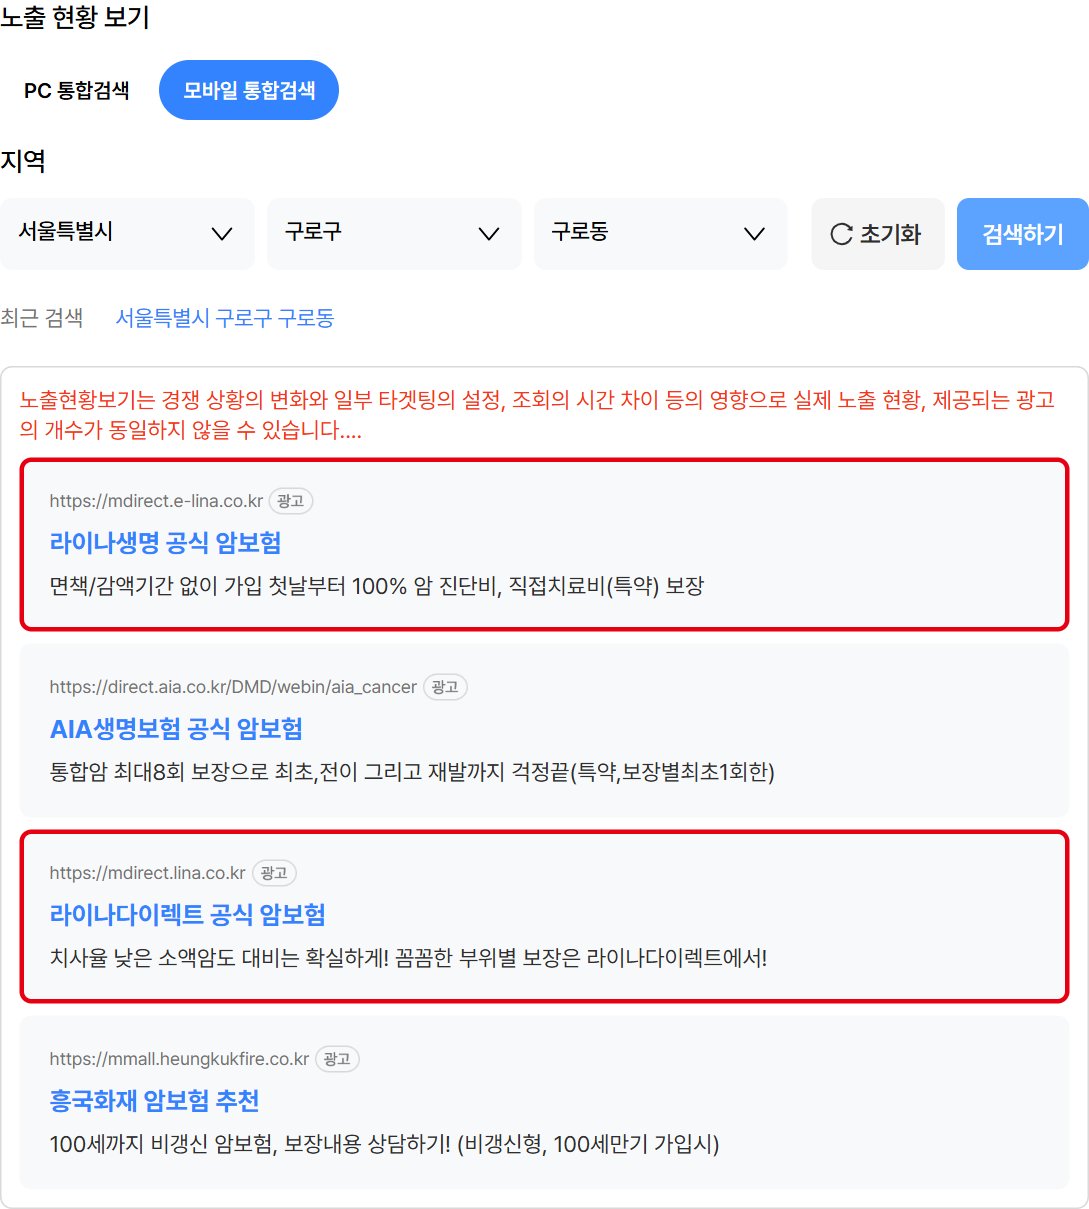 노출 현황 보기
PC 통합검색 모바일 통합검색
지역
서울특별시 구로구 구로동 초기화 검색하기
최근 검색 서울특별시 구로구 구로동
노출현황보기는 경쟁 상황의 변화와 일부 타겟팅의 설정, 조회의 시간 차이 등의 영향으로 실제 노출 현황, 제공되는 광고
의 개수가 동일하지 않을 수 있습니다....
https://mdirect.e-lina.co.kr 광고
라이나생명 공식 암보험
면책/감액기간 없이 가입 첫날부터 100% 암 진단비, 직접치료비(특약) 보장
https://direct.aia.co.kr/DMD/webin/aia_cancer 광고
AIA생명보험 공식 암보험
통합암 최대8회 보장으로 최초,전이 그리고 재발까지 걱정끝(특약,보장별최초1회한)
https://mdirect.lina.co.kr 광고
라이나다이렉트 공식 암보험
치사율 낮은 소액암도 대비는 확실하게! 꼼꼼한 부위별 보장은 라이나다이렉트에서!
https://mmall.heungkukfire.co.kr 광고
흥국화재 암보험 추천
100세까지 비갱신 암보험, 보장내용 상담하기! (비갱신형, 100세만기 가입시)